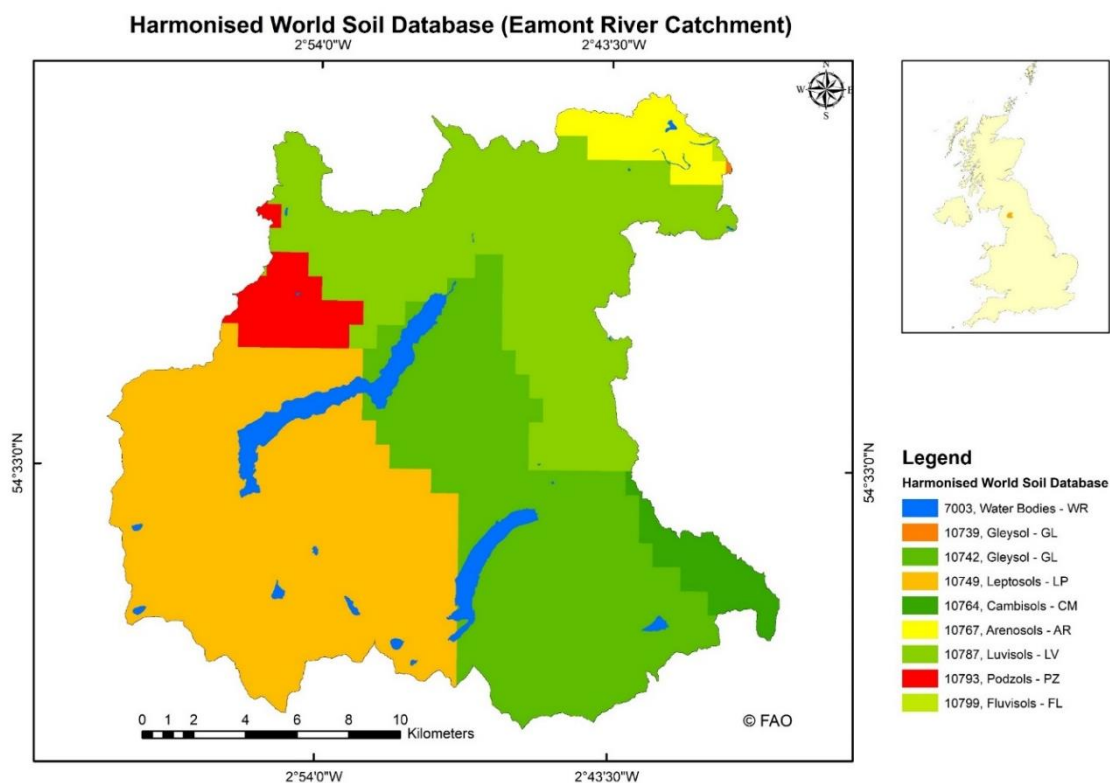 Harmonised World Soil Database (Eamont River Catchment)
2°54'0"W 2°43'30"W
N
W E
S
54°33'0"N 54°33'0"N
0 1 2 4 6 8 10
Kilometers
© FAO
2°54'0"W 2°43'30"W
Legend
Harmonised World Soil Database
7003, Water Bodies - WR
10739, Gleysol - GL
10742, Gleysol - GL
10749, Leptosols - LP
10764, Cambisols - CM
10767, Arenosols - AR
10787, Luvisols - LV
10793, Podzols - PZ
10799, Fluvisols - FL